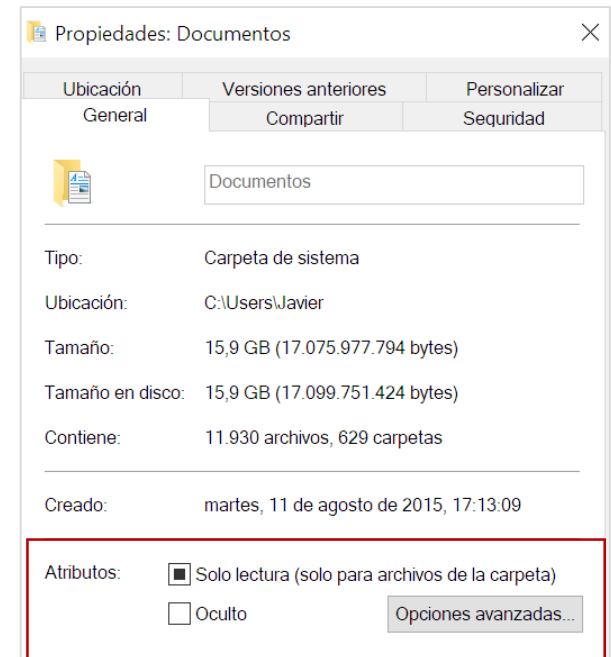 Propiedades: Documentos
Ubicación Versiones anteriores Personalizar
General Compartir Seguridad
Documentos
Tipo: Carpeta de sistema
Ubicación: C:\Users\Javier
Tamaño: 15,9 GB (17.075.977.794 bytes)
Tamaño en disco: 15,9 GB (17.099.751.424 bytes)
Contiene: 11.930 archivos, 629 carpetas
Creado: martes, 11 de agosto de 2015, 17:13:09
Atributos: Solo lectura (solo para archivos de la carpeta)
Oculto Opciones avanzadas...